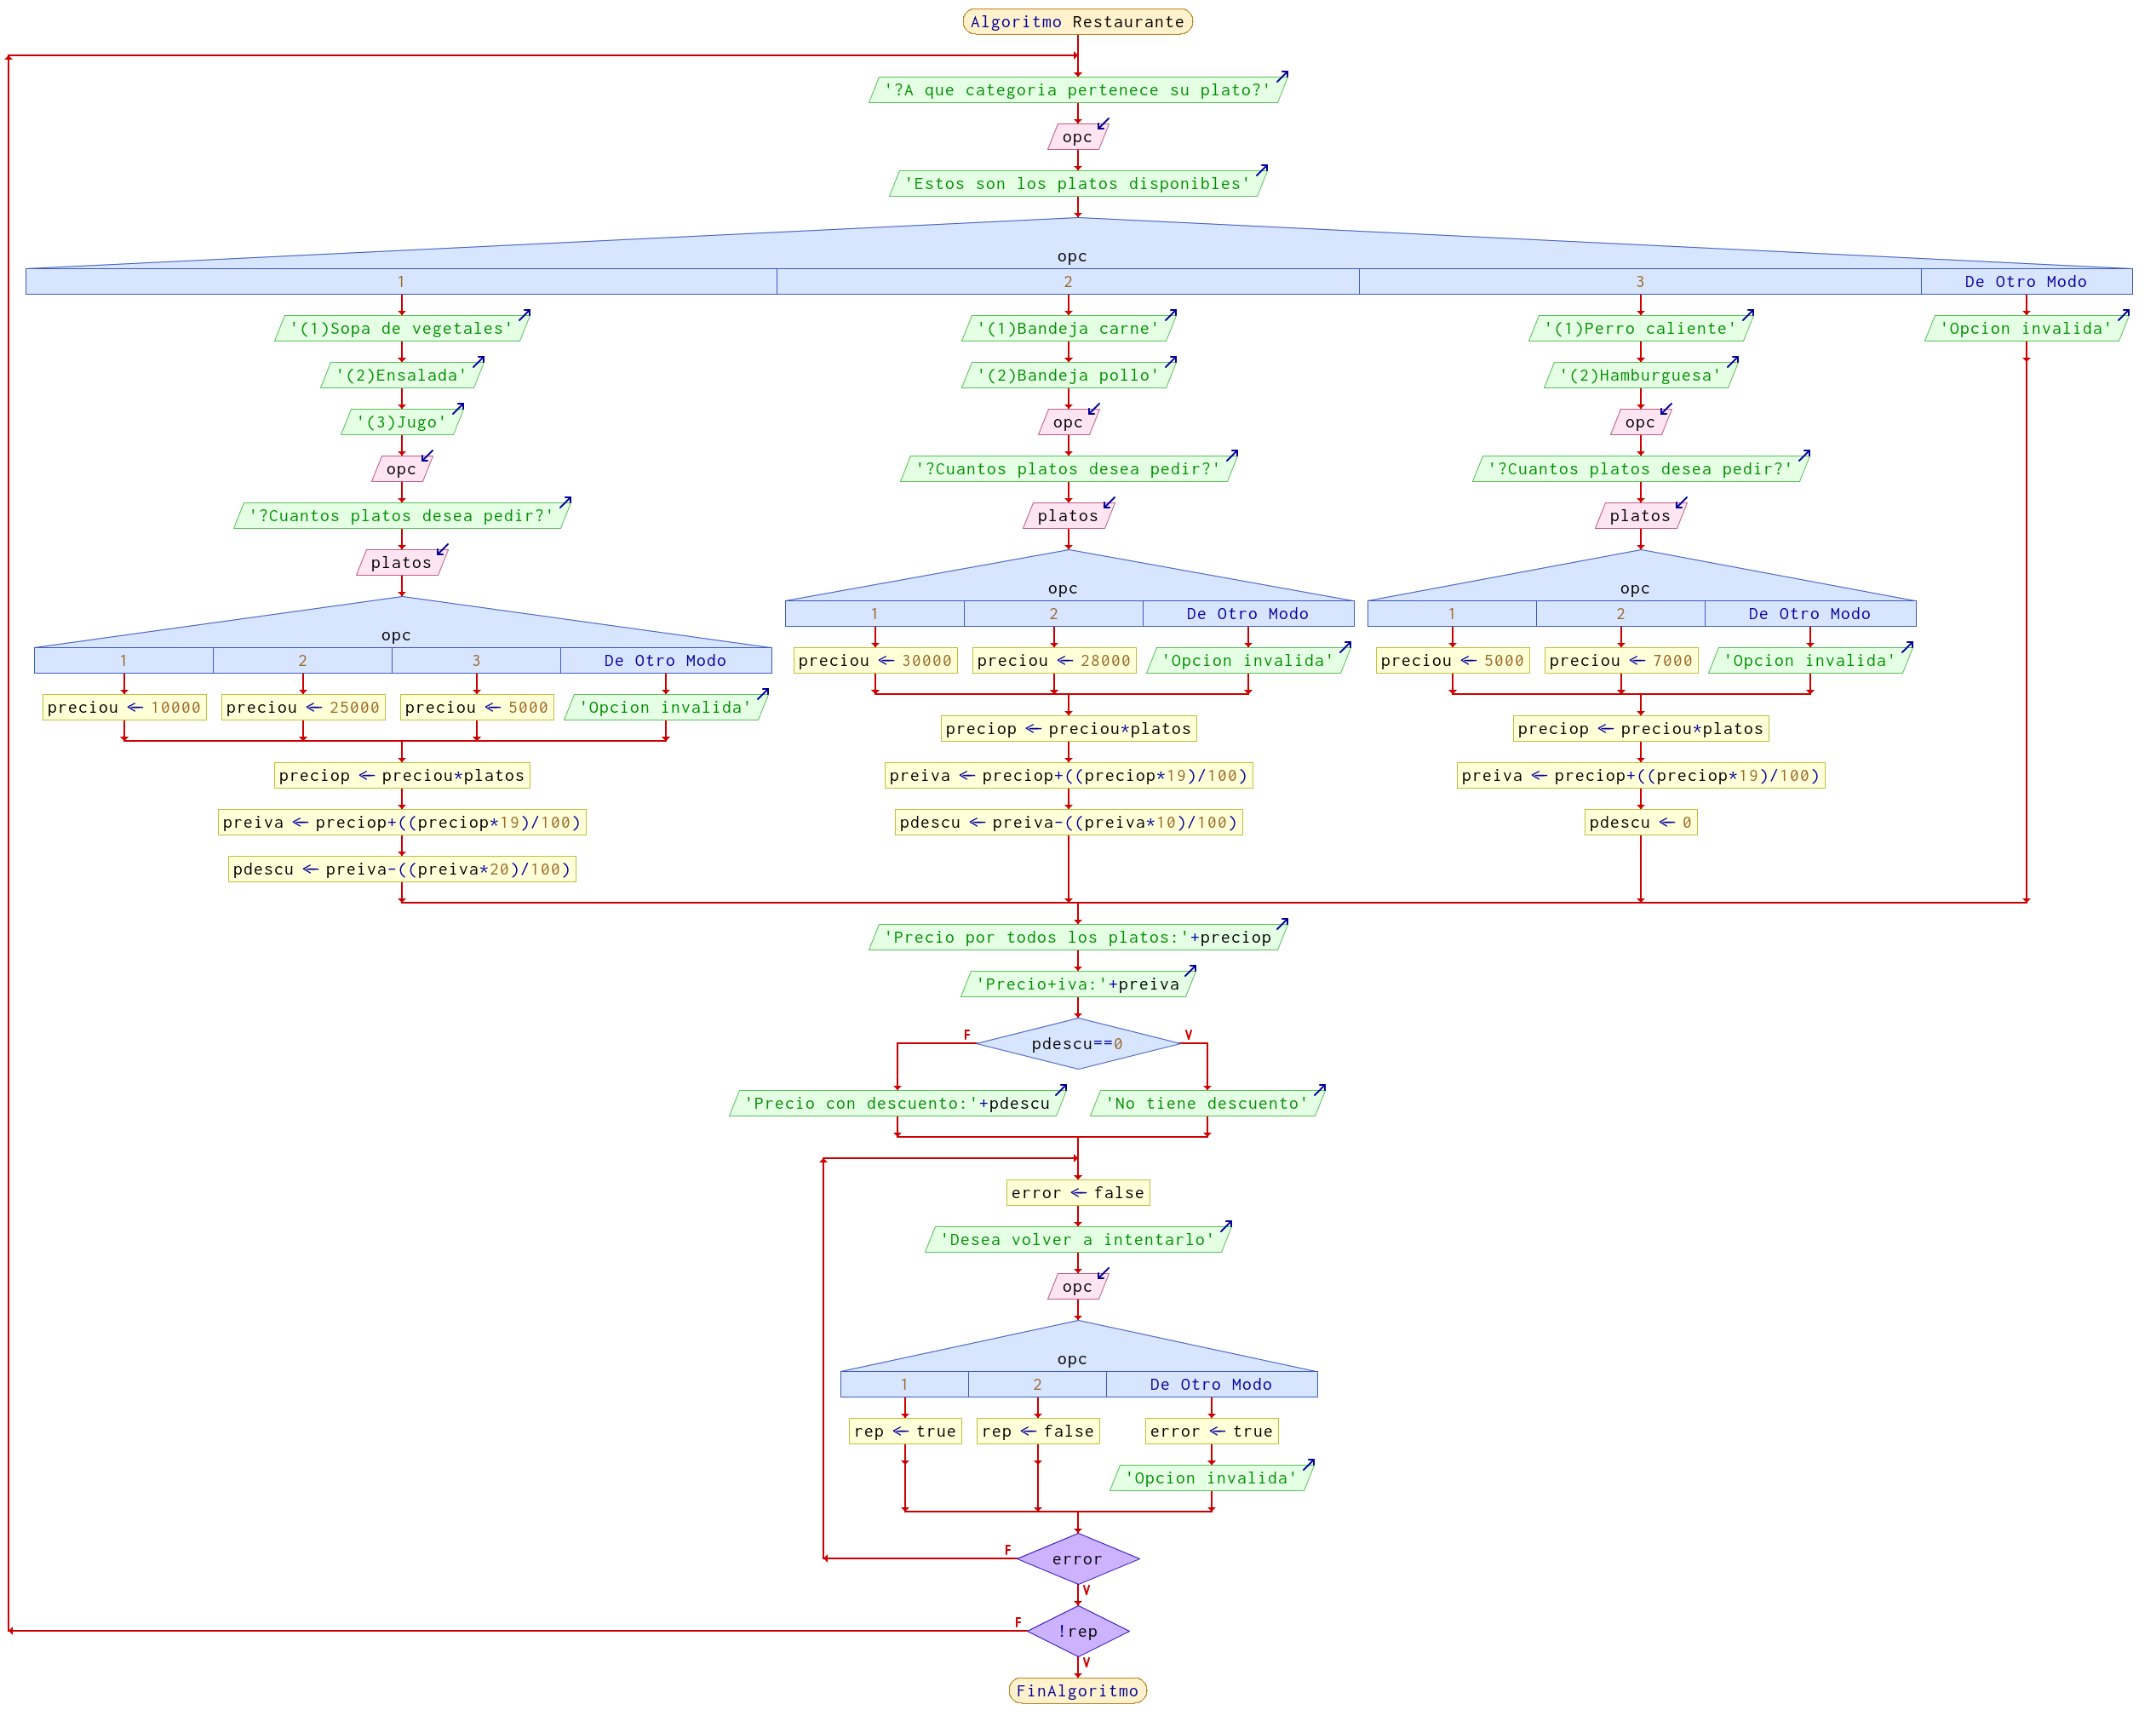 Algoritmo Restaurante
'?A que categoria pertenece su plato?'
opc
'Estos son los platos disponibles'
opc
1 2 3 De Otro Modo
'(1)Sopa de vegetales' '(1)Bandeja carne' '(1)Perro caliente' 'Opcion invalida'
'(2)Ensalada' '(2)Bandeja pollo' '(2)Hamburguesa'
'(3)Jugo' opc opc
opc '?Cuantos platos desea pedir?' '?Cuantos platos desea pedir?'
'?Cuantos platos desea pedir?' platos platos
platos opc opc
1 2 De Otro Modo 1 2 De Otro Modo
opc
1 2 3 De Otro Modo preciou ← 30000 preciou ← 28000 'Opcion invalida' preciou ← 5000 preciou ← 7000 'Opcion invalida'
preciou ← 10000 preciou ← 25000 preciou ← 5000 'Opcion invalida'
preciop ← preciou*platos preciop ← preciou*platos
preciop ← preciou*platos preiva ← preciop+((preciop*19)/100) preiva ← preciop+((preciop*19)/100)
preiva ← preciop+((preciop*19)/100) pdescu ← preiva-((preiva*10)/100) pdescu ← 0
pdescu ← preiva-((preiva*20)/100)
'Precio por todos los platos:'+preciop
'Precio+iva:'+preiva
F V
pdescu==0
'Precio con descuento:'+pdescu 'No tiene descuento'
error ← false
'Desea volver a intentarlo'
opc
opc
1 2 De Otro Modo
rep ← true rep ← false error ← true
'Opcion invalida'
F
error
V
F
!rep
V
FinAlgoritmo